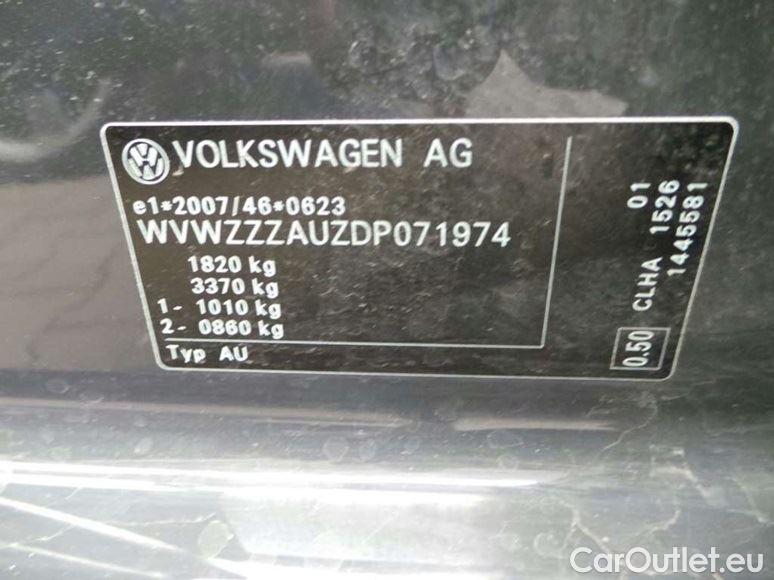 VOLKSWAGEN AG
e1*2007/46*0623
WVWZZZAUZDP071974
1820 kg
3370 kg
1- 1010 kg
2- 0860 kg
Typ AU
01
CLHA 1526
0.50 1445581
CarOutlet.eu